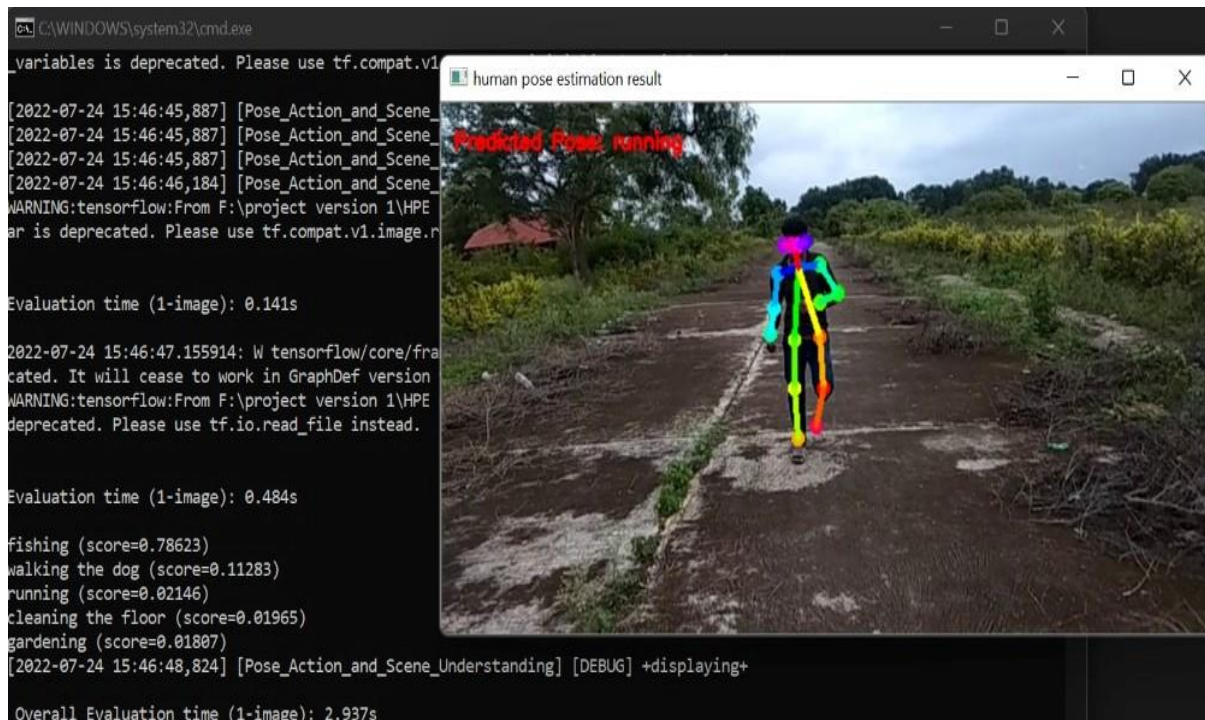 C:\WINDOWS\system32\cmd.exe
_variables is deprecated. Please use tf.compat.v1
[2022-07-24 15:46:45,887] [Pose_Action_and_Scene_
[2022-07-24 15:46:45,887] [Pose_Action_and_Scene_
[2022-07-24 15:46:45,887] [Pose_Action_and_Scene_
[2022-07-24 15:46:46,184] [Pose_Action_and_Scene_
WARNING:tensorflow:From F:\project version 1\HPE
ar is deprecated. Please use tf.compat.v1.image.r
Evaluation time (1-image): 0.141s
2022-07-24 15:46:47.155914: W tensorflow/core/fra
cated. It will cease to work in GraphDef version
WARNING:tensorflow:From F:\project version 1\HPE
deprecated. Please use tf.io.read_file instead.
Evaluation time (1-image): 0.484s
fishing (score=0.78623)
walking the dog (score=0.11283)
running (score=0.02146)
cleaning the floor (score=0.01965)
gardening (score=0.01807)
[2022-07-24 15:46:48,824] [Pose_Action_and_Scene_Understanding] [DEBUG] +displaying+
Overall Evaluation time (1-image): 2.937s
human pose estimation result
Predicted Pose: running